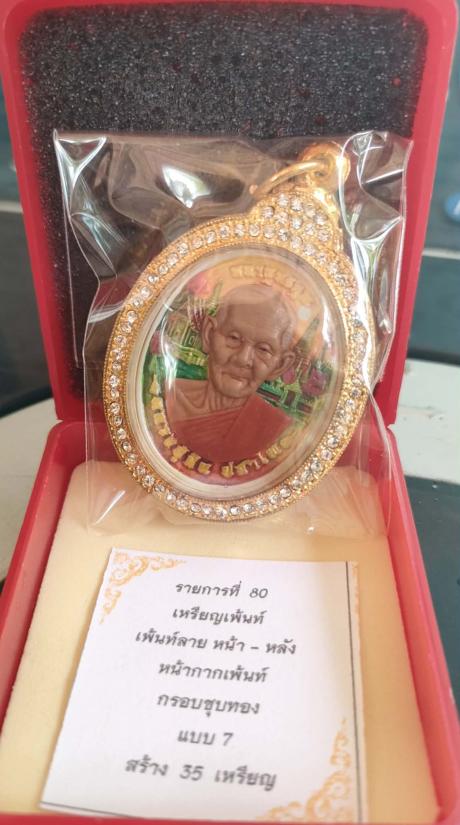 รายการที่ 80
เหรียญเพ้นท์
เพ้นท์ลาย หน้า - หลัง
หน้ากากเพ้นท์
กรอบชุบทอง
แบบ 7
สร้าง 35 เหรียญ